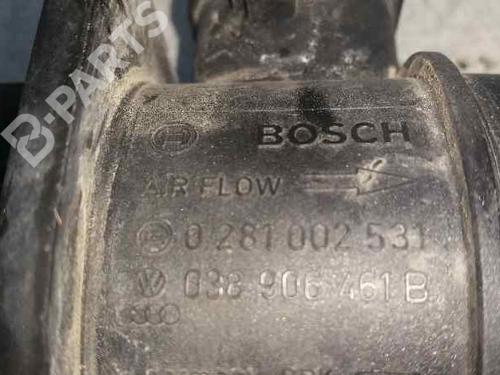 B-PARTS
BOSCH
AIR FLOW
0 281 002 531
038 906 461 B